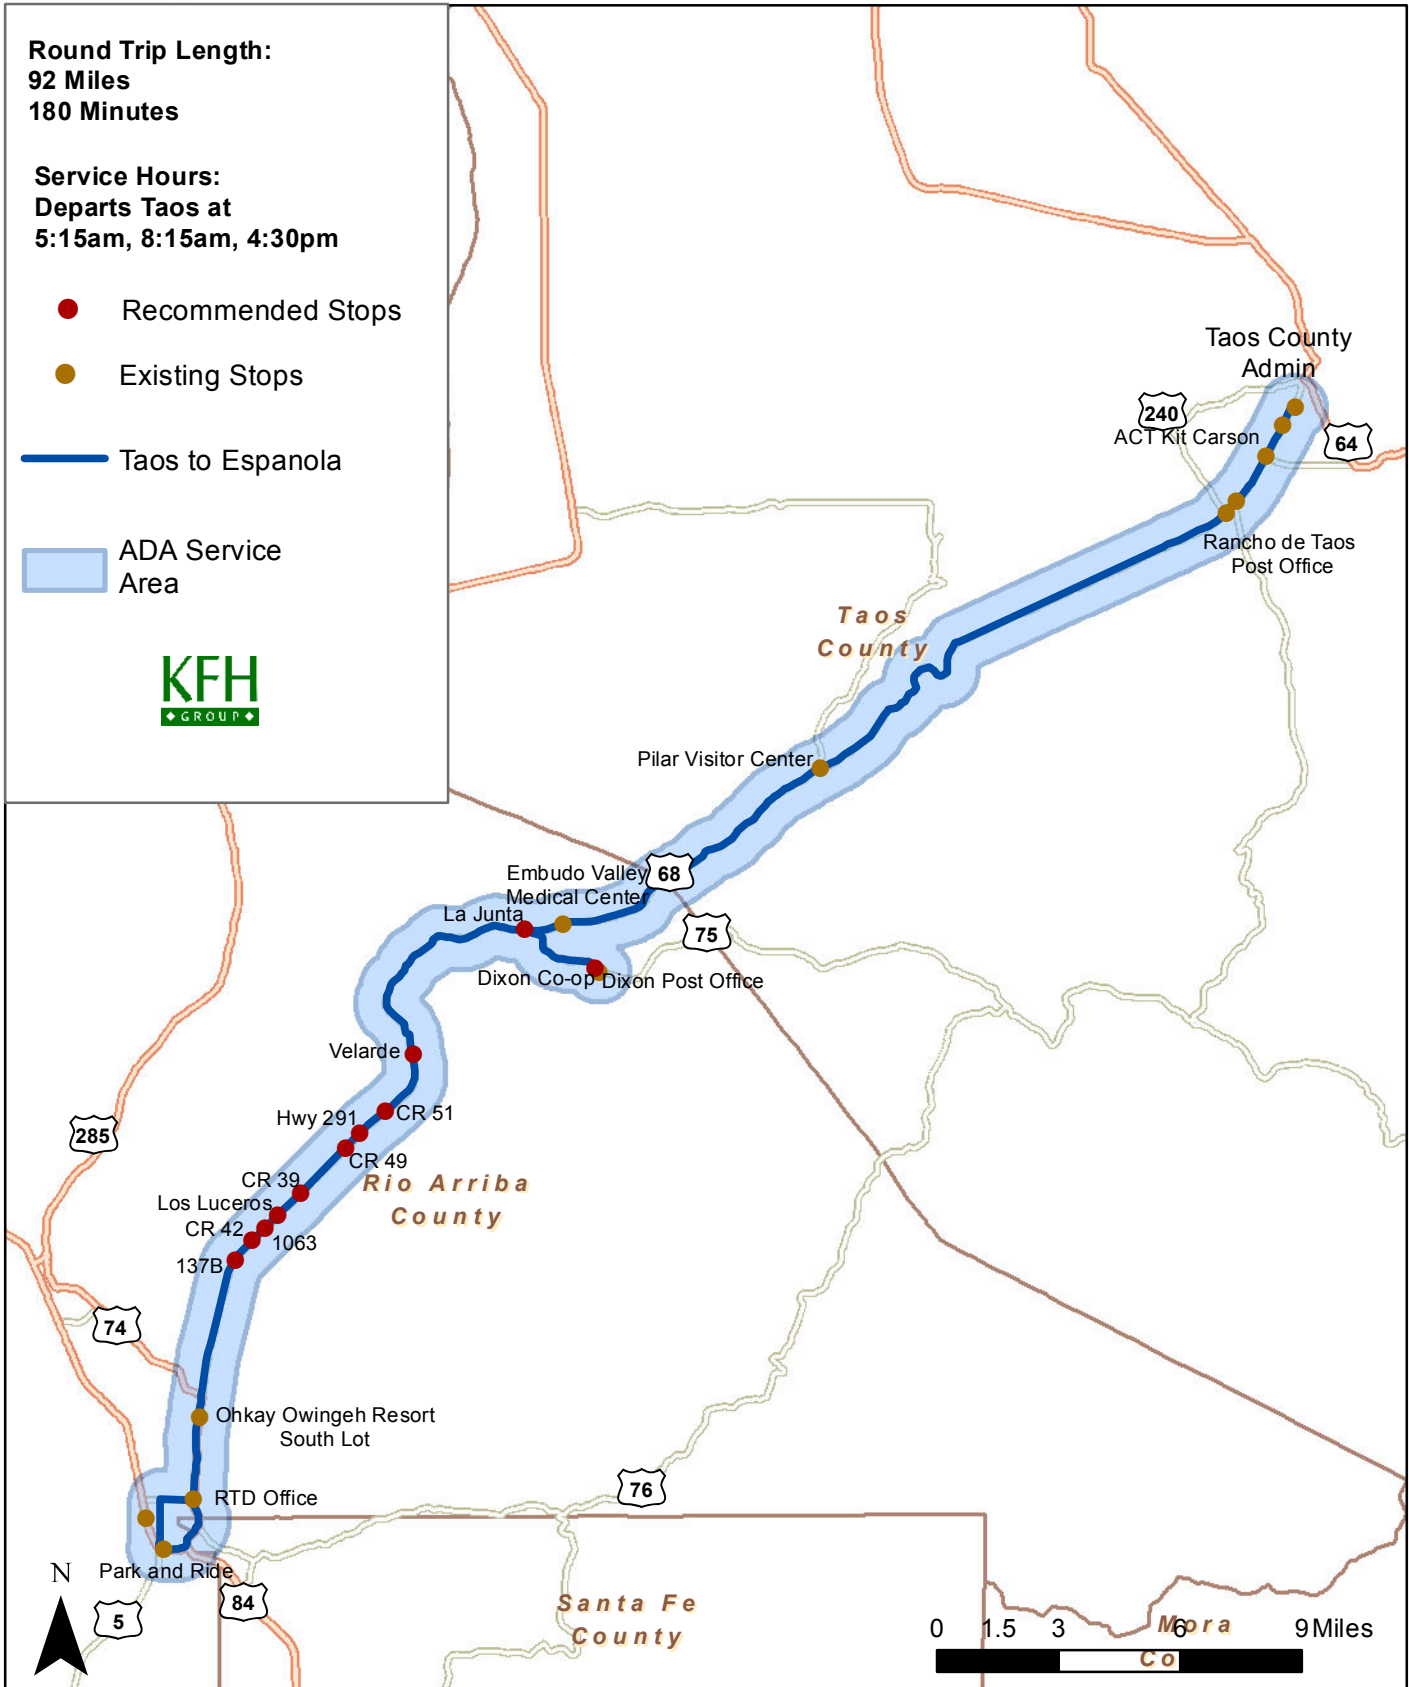 Round Trip Length:
92 Miles
180 Minutes
Service Hours:
Departs Taos at
5:15am, 8:15am, 4:30pm
Recommended Stops
Existing Stops
Taos to Espanola
ADA Service
Area
KFH
GROUP
Taos County
Admin
240
ACT Kit Carson
64
Rancho de Taos
Post Office
Taos
County
Pilar Visitor Center
Embudo Valley
Medical Center
68
La Junta
75
Dixon Co-op
Dixon Post Office
Velarde
CR 51
Hwy 291
285
CR 49
CR 39
Rio Arriba
County
Los Luceros
CR 42
1063
137B
74
Ohkay Owingeh Resort
South Lot
76
RTD Office
N
Park and Ride
84
5
Santa Fe
County
Mora
Co
0 1.5 3 6 9 Miles